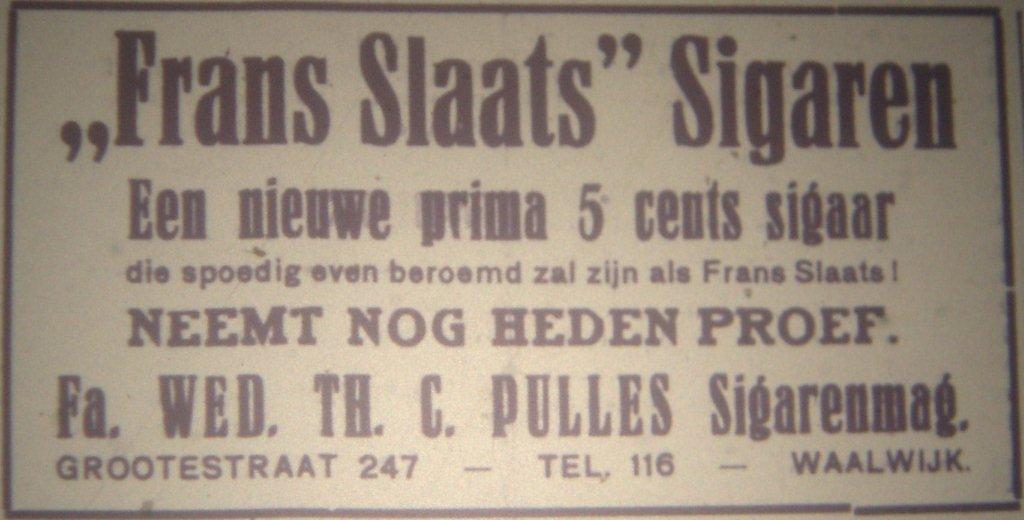 „Frans Slaats” Sigaren
Een nieuwe prima 5 cents sigaar
die spoedig even beroemd zal zijn als Frans Slaats!
NEEMT NOG HEDEN PROEF.
Fa. WED. TH. C. PULLES Sigarenmag.
GROOTESTRAAT 247 — TEL. 116 — WAALWIJK.